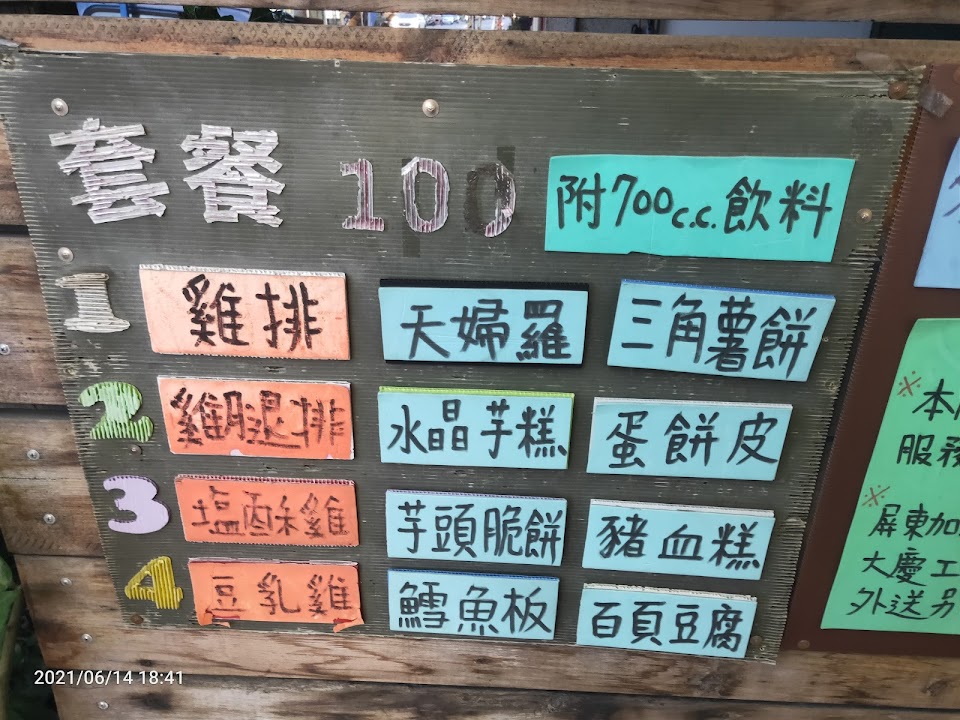 套餐 100 附700c.c.飲料
1 雞排 天婦羅 三角薯餅
2 雞腿排 水晶芋糕 蛋餅皮
3 塩酥雞 芋頭脆餅 豬血糕
4 豆乳雞 鱈魚板 百頁豆腐
※本
服務
※
屏東加
大慶工
外送另
2021/06/14 18:41